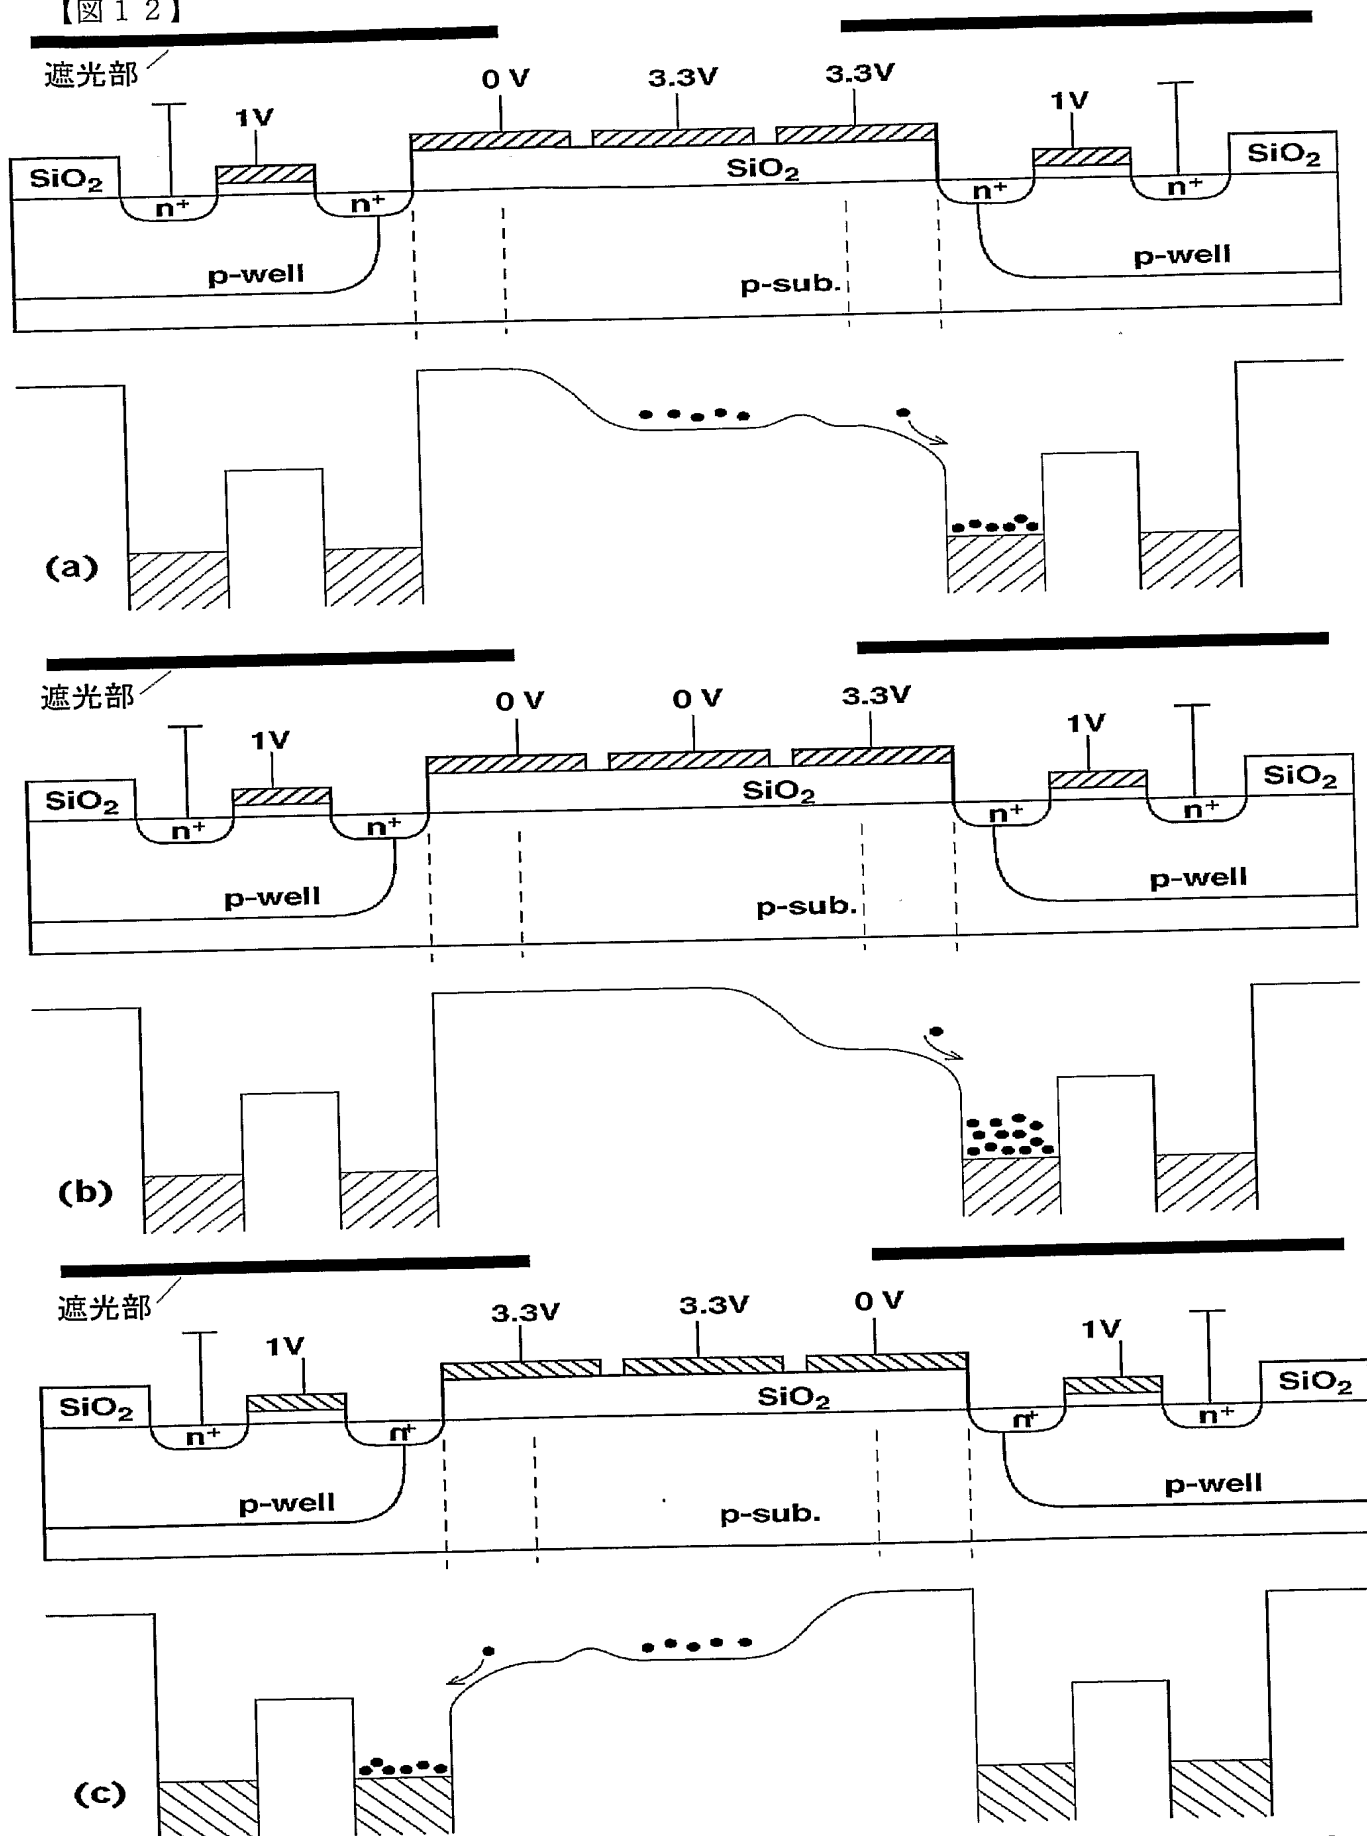 【図12】
遮光部
0 V 3.3V 3.3V
1V 1V
SiO2 SiO2 SiO2
n+ n+ n+ n+
p-well p-sub. p-well
(a)
遮光部
0 V 0 V 3.3V
1V 1V
SiO2 SiO2 SiO2
n+ n+ n+ n+
p-well p-sub. p-well
(b)
遮光部
3.3V 3.3V 0 V
1V 1V
SiO2 SiO2 SiO2
n+ n+ n+ n+
p-well p-sub. p-well
(c)